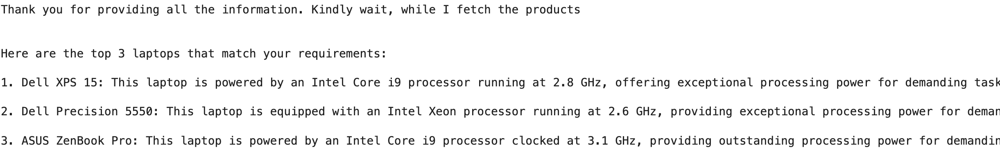 Thank you for providing all the information. Kindly wait, while I fetch the products
Here are the top 3 laptops that match your requirements:
1. Dell XPS 15: This laptop is powered by an Intel Core i9 processor running at 2.8 GHz, offering exceptional processing power for demanding task
2. Dell Precision 5550: This laptop is equipped with an Intel Xeon processor running at 2.6 GHz, providing exceptional processing power for deman
3. ASUS ZenBook Pro: This laptop is powered by an Intel Core i9 processor clocked at 3.1 GHz, providing outstanding processing power for demandin